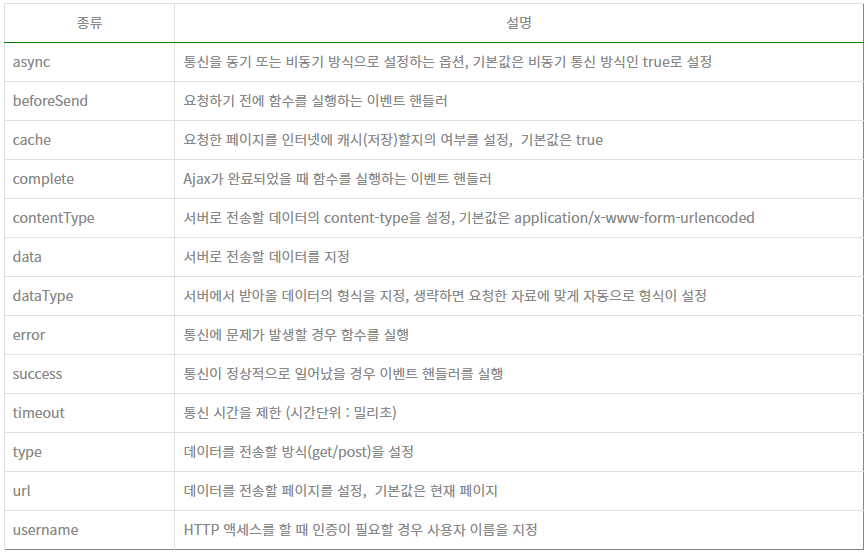 종류 설명
async 통신을 동기 또는 비동기 방식으로 설정하는 옵션, 기본값은 비동기 통신 방식인 true로 설정
beforeSend 요청하기 전에 함수를 실행하는 이벤트 핸들러
cache 요청한 페이지를 인터넷에 캐시(저장)할지의 여부를 설정, 기본값은 true
complete Ajax가 완료되었을 때 함수를 실행하는 이벤트 핸들러
contentType 서버로 전송할 데이터의 content-type을 설정, 기본값은 application/x-www-form-urlencoded
data 서버로 전송할 데이터를 지정
dataType 서버에서 받아올 데이터의 형식을 지정, 생략하면 요청한 자료에 맞게 자동으로 형식이 설정
error 통신에 문제가 발생할 경우 함수를 실행
success 통신이 정상적으로 일어났을 경우 이벤트 핸들러를 실행
timeout 통신 시간을 제한 (시간단위 : 밀리초)
type 데이터를 전송할 방식(get/post)을 설정
url 데이터를 전송할 페이지를 설정, 기본값은 현재 페이지
username HTTP 액세스를 할 때 인증이 필요할 경우 사용자 이름을 지정